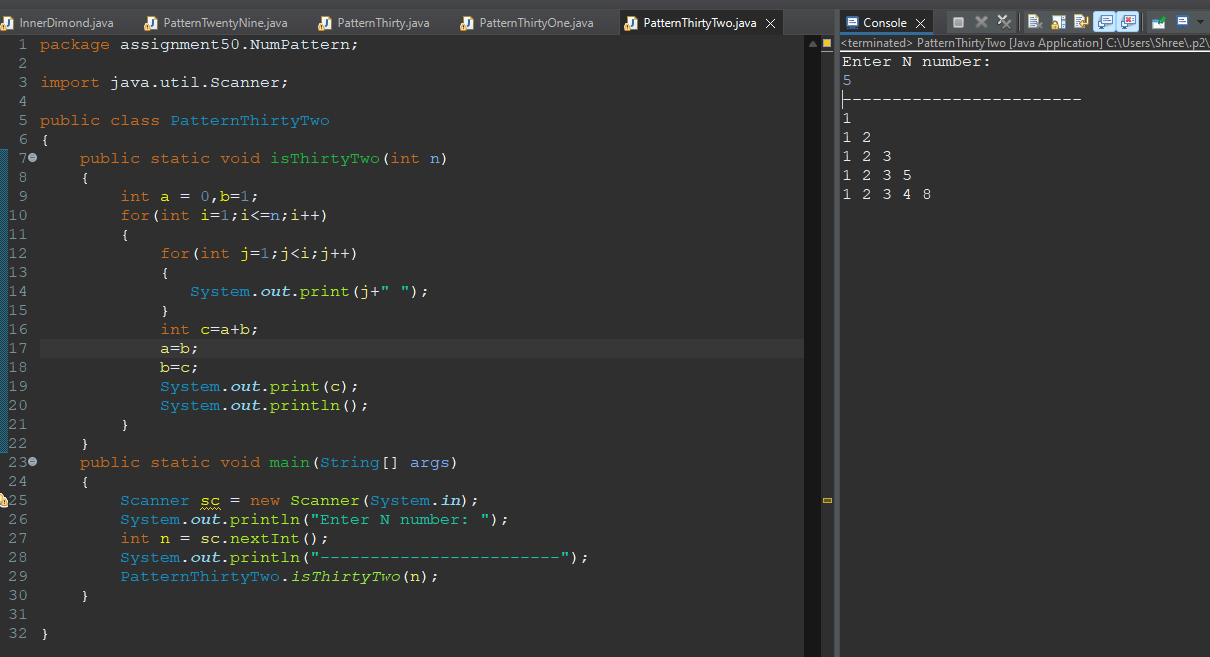 InnerDimond.java PatternTwentyNine.java PatternThirty.java PatternThirtyOne.java PatternThirtyTwo.java
1 package assignment50.NumPattern;
2
3 import java.util.Scanner;
4
5 public class PatternThirtyTwo
6 {
7 public static void isThirtyTwo(int n)
8 {
9 int a = 0,b=1;
10 for(int i=1;i<=n;i++)
11 {
12 for(int j=1;j<i;j++)
13 {
14 System.out.print(j+" ");
15 }
16 int c=a+b;
17 a=b;
18 b=c;
19 System.out.print(c);
20 System.out.println();
21 }
22 }
23 public static void main(String[] args)
24 {
25 Scanner sc = new Scanner(System.in);
26 System.out.println("Enter N number: ");
27 int n = sc.nextInt();
28 System.out.println("------------------------");
29 PatternThirtyTwo.isThirtyTwo(n);
30 }
31
32 }
Console
<terminated> PatternThirtyTwo [Java Application] C:\Users\Shree\.p2\
Enter N number:
5
------------------------
1
1 2
1 2 3
1 2 3 5
1 2 3 4 8